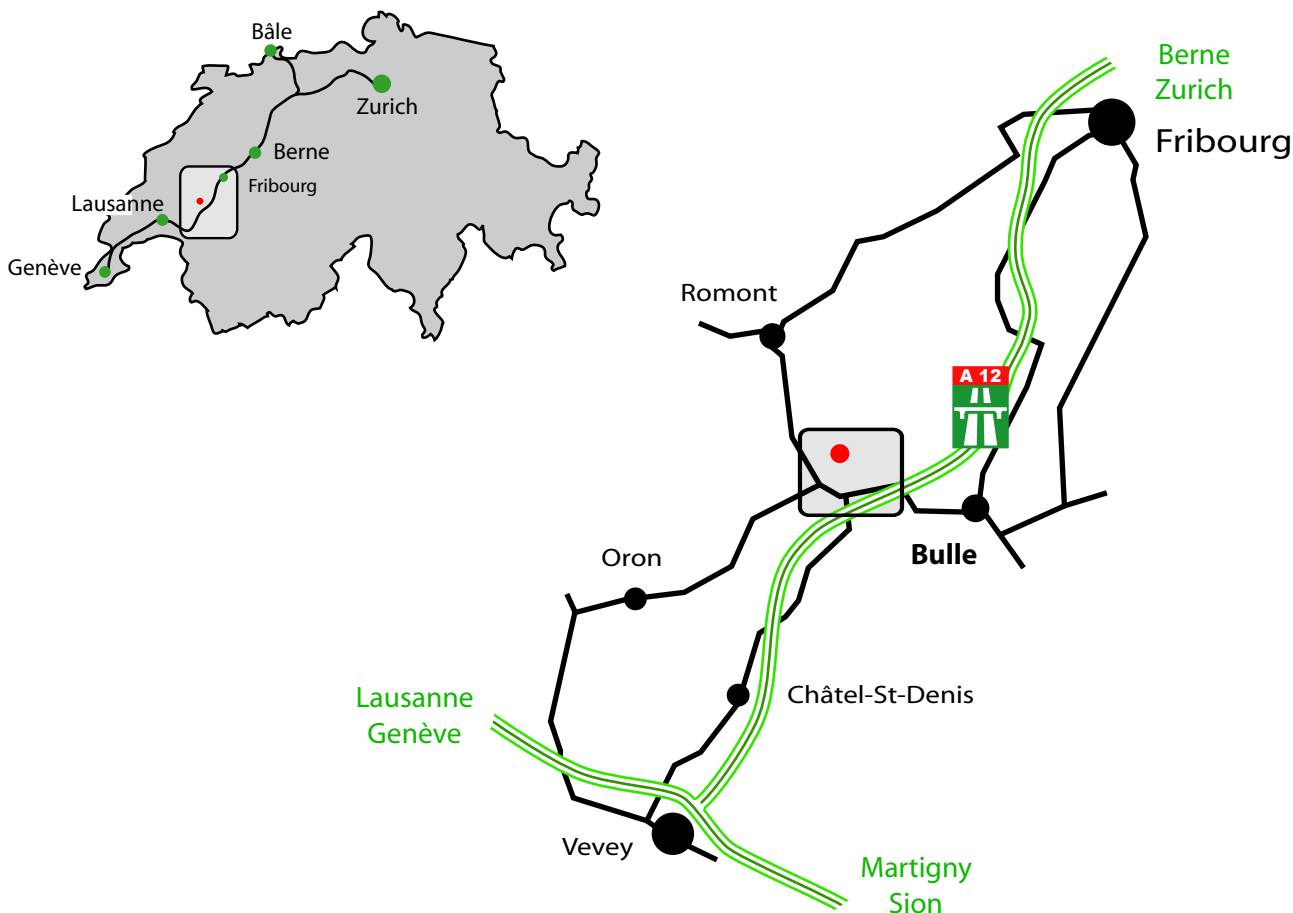 Bâle
Zurich
Berne
Fribourg
Lausanne
Genève
Berne
Zurich
Fribourg
Romont
A 12
Bulle
Oron
Châtel-St-Denis
Lausanne
Genève
Vevey
Martigny
Sion